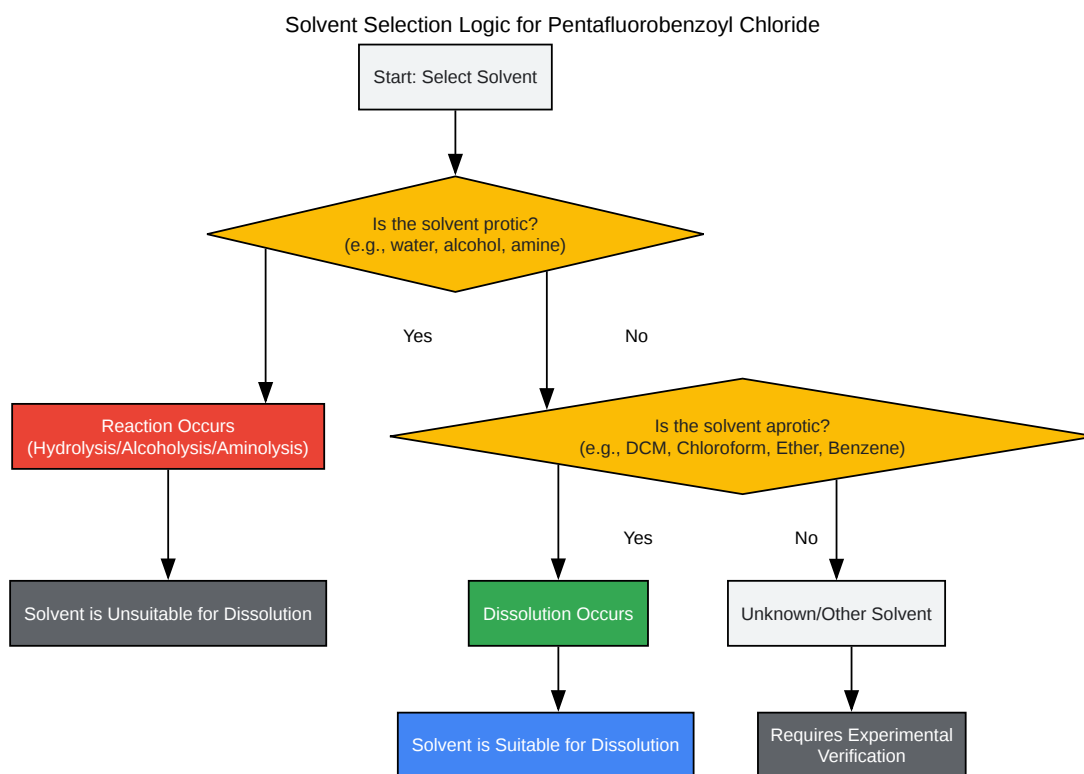 Solvent Selection Logic for Pentafluorobenzoyl Chloride
Start: Select Solvent
Is the solvent protic?
(e.g., water, alcohol, amine)
Yes
No
Reaction Occurs
(Hydrolysis/Alcoholysis/Aminolysis)
Is the solvent aprotic?
(e.g., DCM, Chloroform, Ether, Benzene)
Yes
No
Solvent is Unsuitable for Dissolution
Dissolution Occurs
Unknown/Other Solvent
Solvent is Suitable for Dissolution
Requires Experimental
Verification